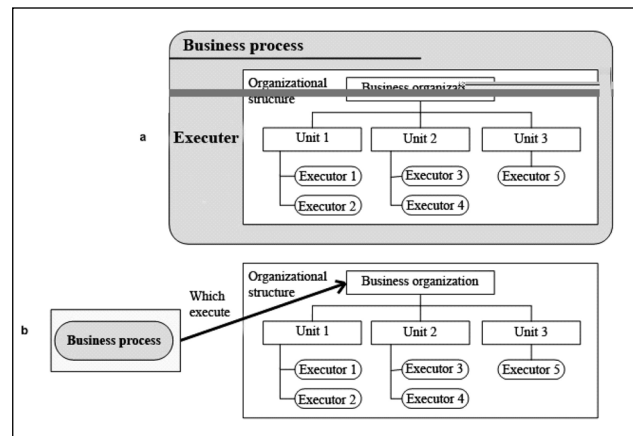 Business process
Organizational
structure
Business
a
Executer
Unit 1
Unit 2
Unit 3
Executor 1
Executor 3
Executor 5
Executor 2
Executor 4
b
Business process
Which
execute
Organizational
structure
Business organization
Unit 1
Unit 2
Unit 3
Executor 1
Executor 3
Executor 5
Executor 2
Executor 4